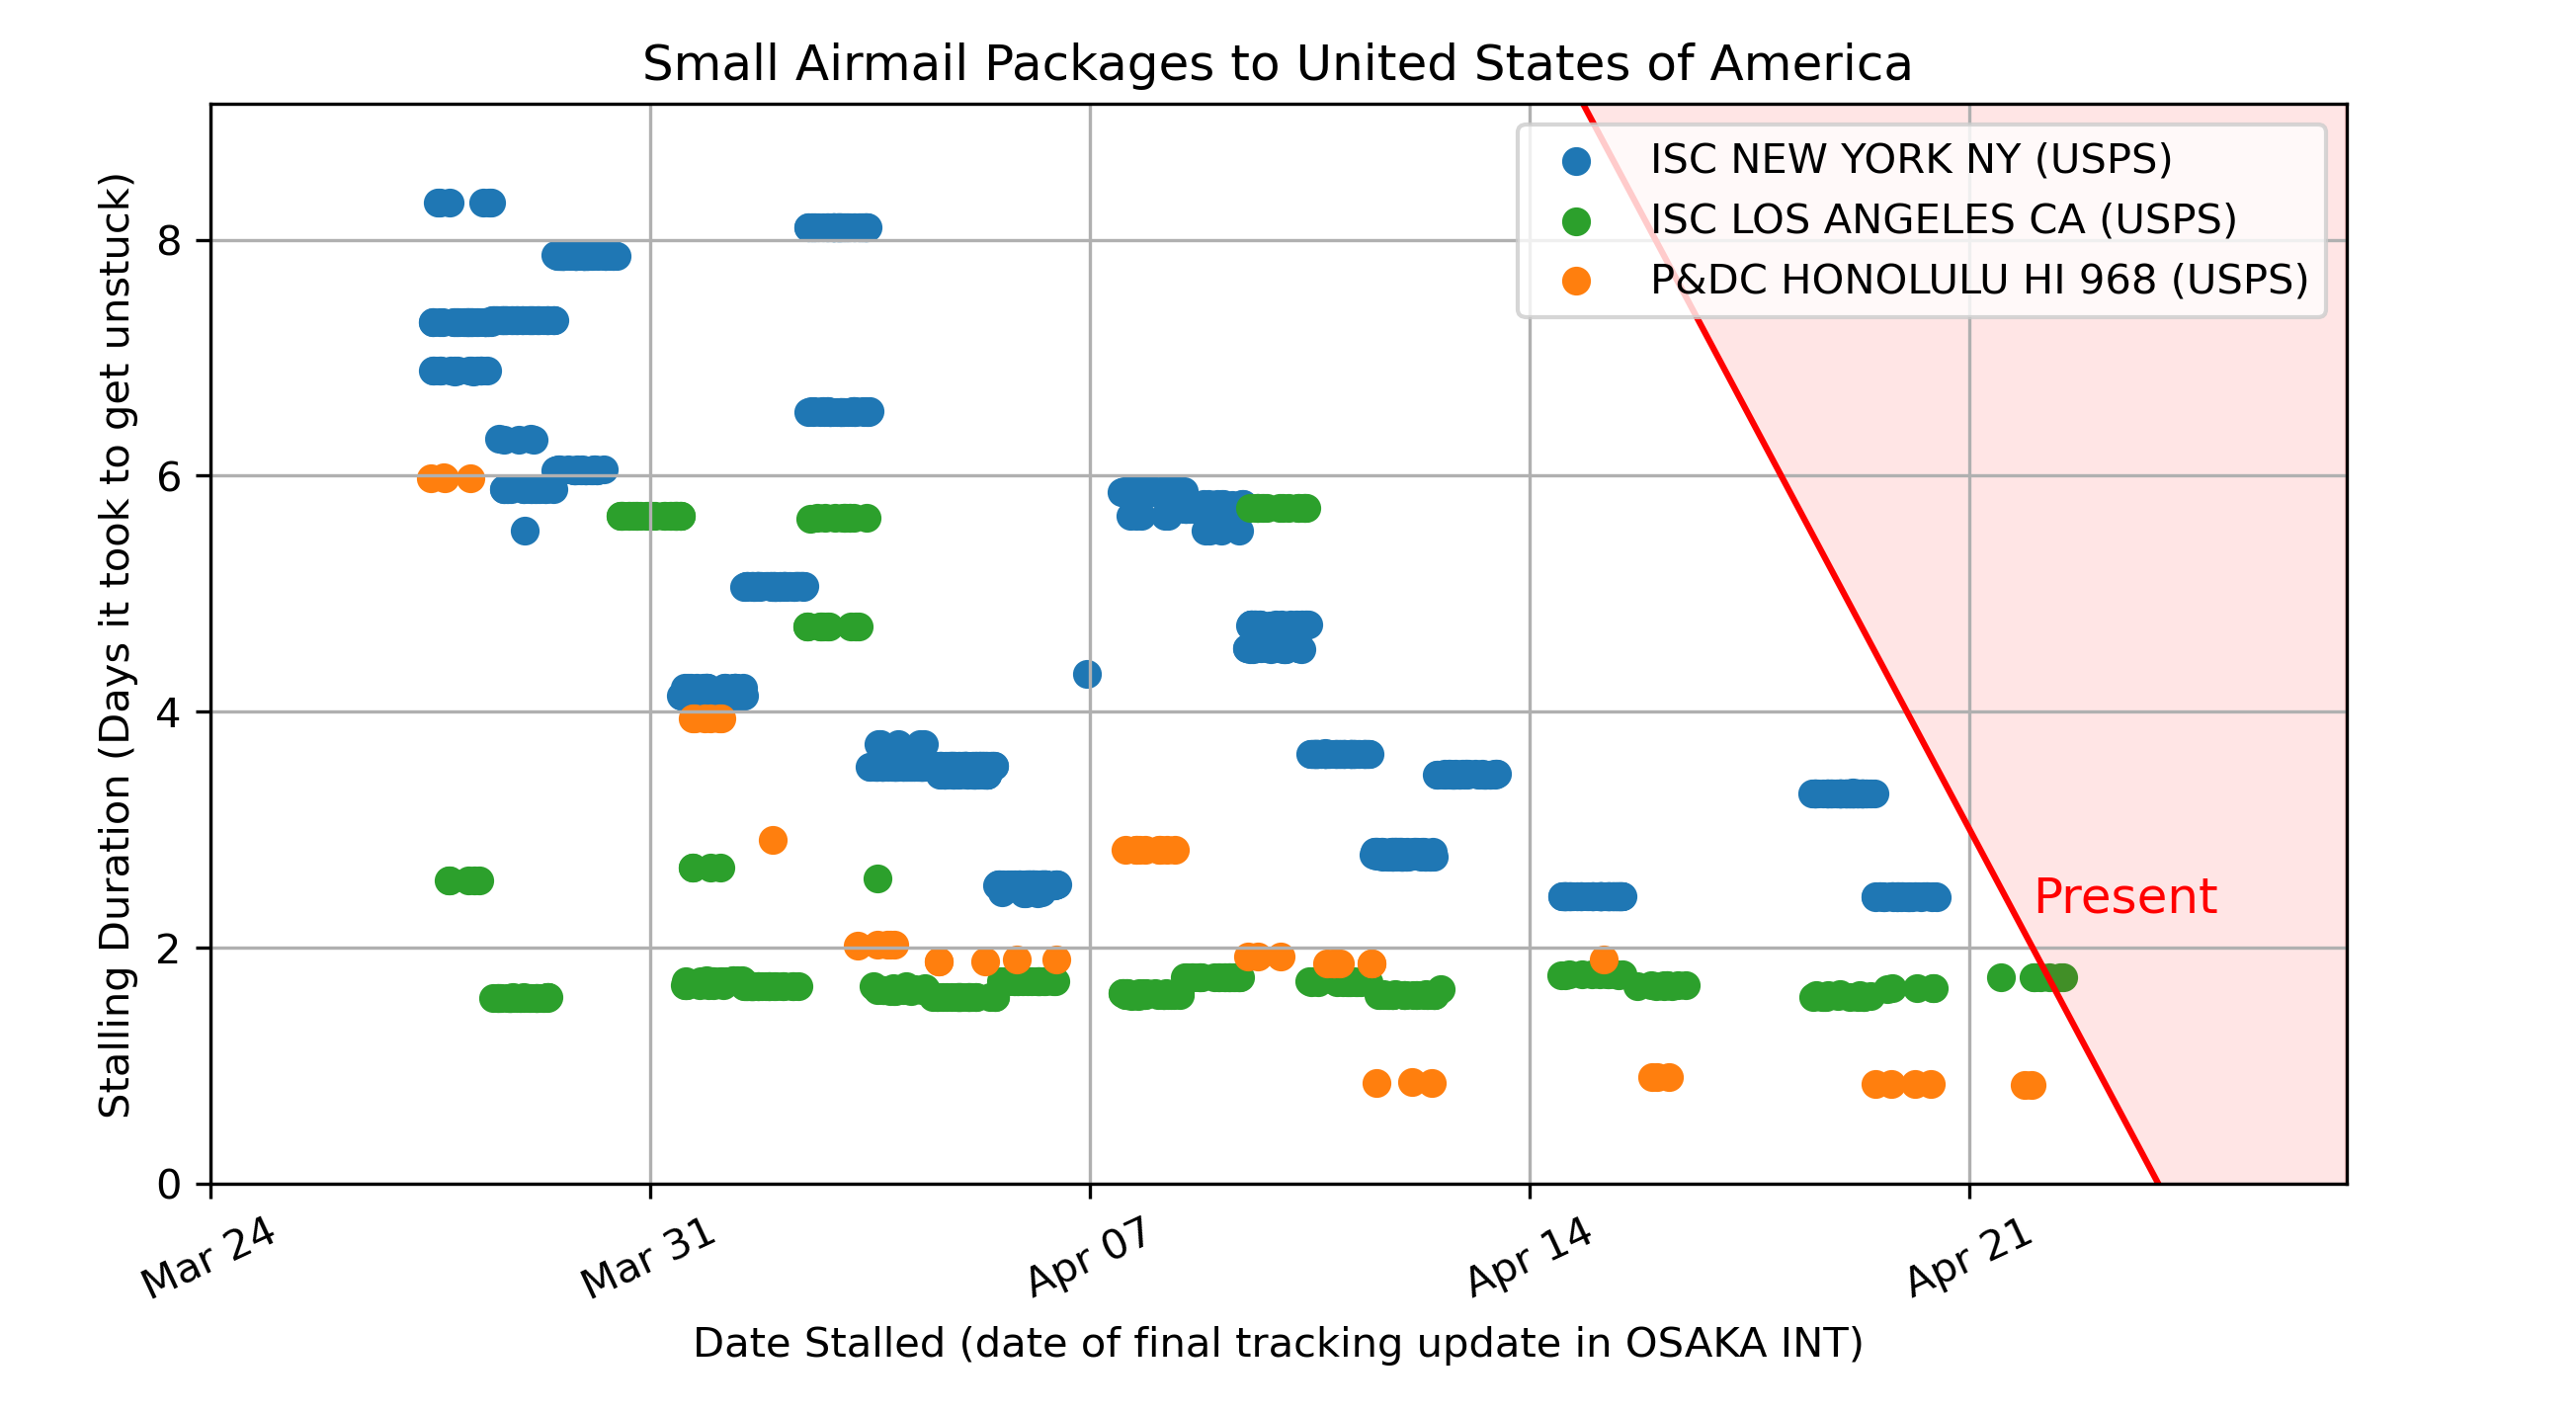 Small Airmail Packages to United States of America
ISC NEW YORK NY (USPS)
ISC LOS ANGELES CA (USPS)
P&DC HONOLULU HI 968 (USPS)
Stalling Duration (Days it took to get unstuck)
8
6
4
2
0
Present
Mar 24
Mar 31
Apr 07
Apr 14
Apr 21
Date Stalled (date of final tracking update in OSAKA INT)